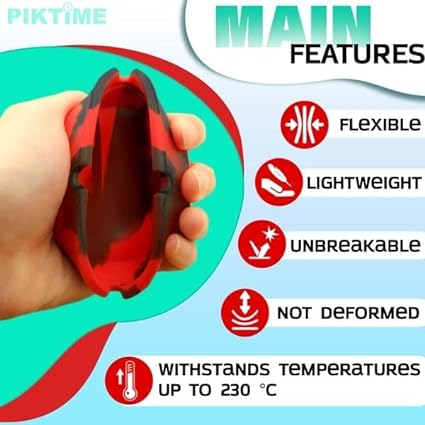 PIKTIME
MAIN
FEATURES
FLEXIBLE
LIGHTWEIGHT
UNBREAKABLE
NOT DEFORMED
WITHSTANDS TEMPERATURES
UP TO 230 °C